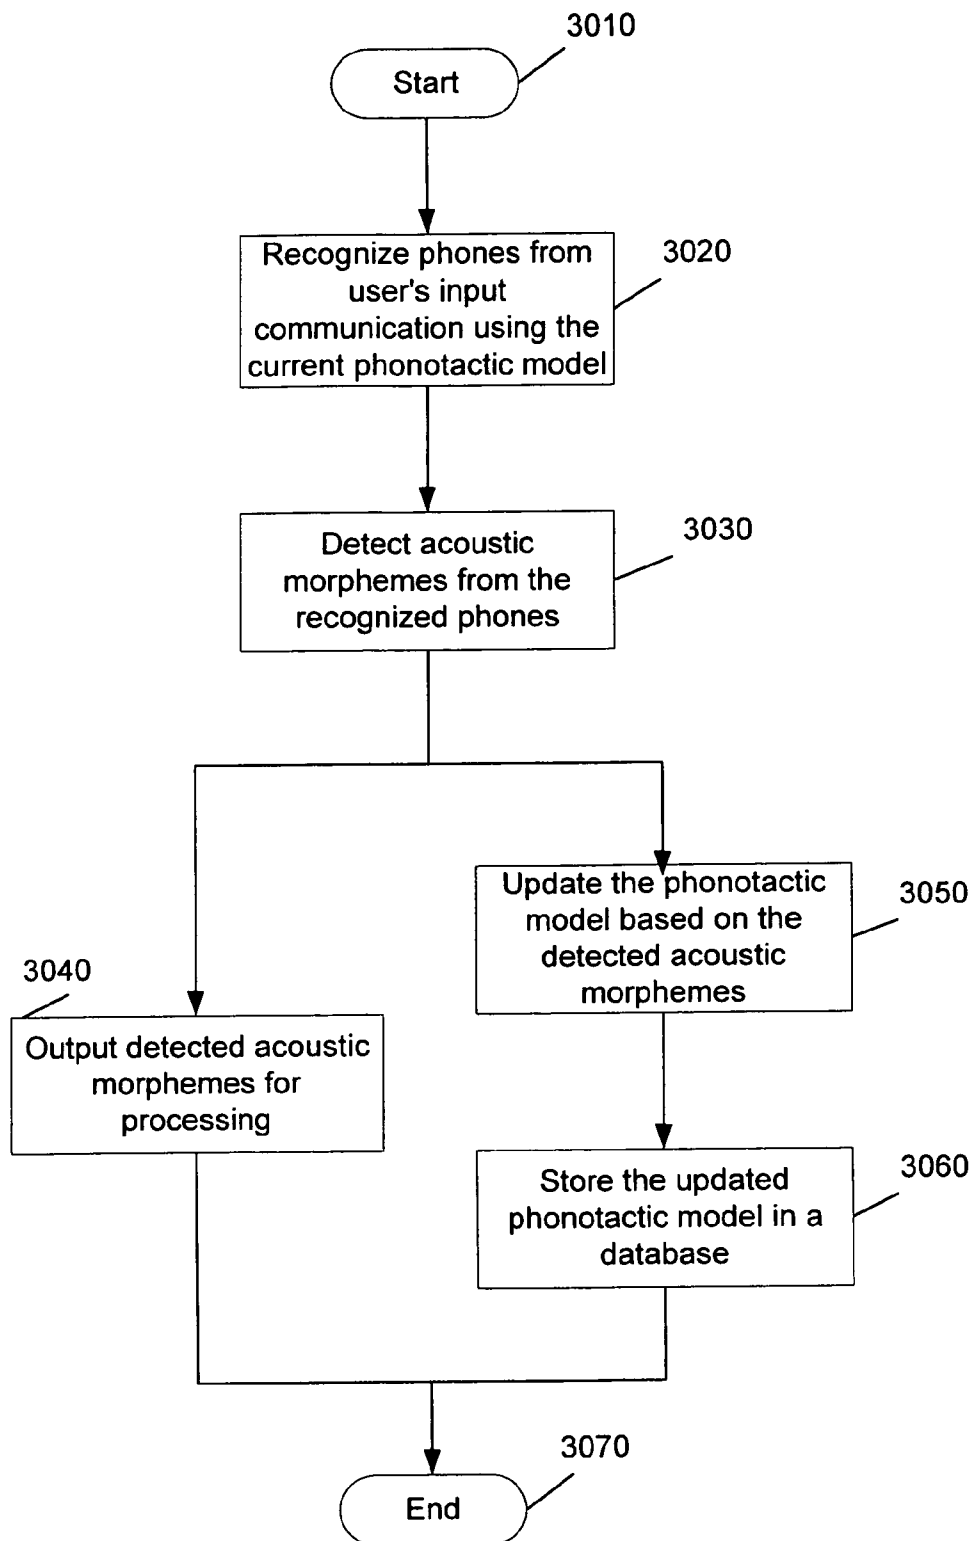 3010
Start
3020
Recognize phones from
user's input
communication using the
current phonotactic model
3030
Detect acoustic
morphemes from the
recognized phones
3050
Update the phonotactic
model based on the
detected acoustic
morphemes
3040
Output detected acoustic
morphemes for
processing
3060
Store the updated
phonotactic model in a
database
3070
End